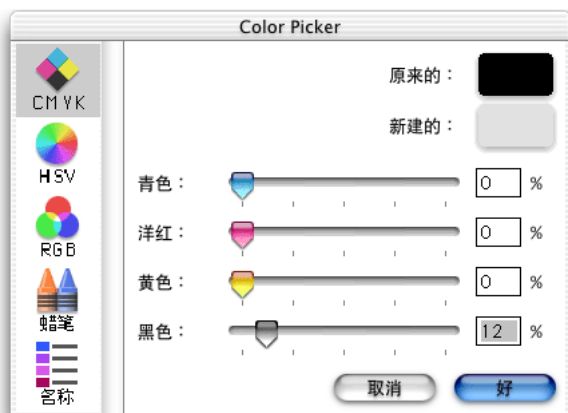 Color Picker
CMYK
HSV
RGB
蜡笔
名称
原来的：
新建的：
青色： 0 %
洋红： 0 %
黄色： 0 %
黑色： 12 %
取消 好